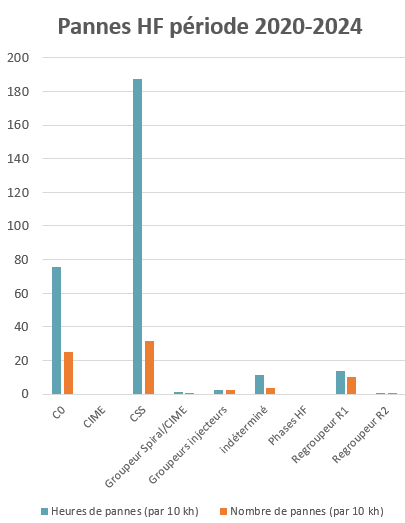 Pannes HF période 2020-2024
200
180
160
140
120
100
80
60
40
20
0
C0
CIME
CSS
Groupeur Spiral/CIME
Groupeurs injecteurs
indéterminé
Phases HF
Regroupeur R1
Regroupeur R2
Heures de pannes (par 10 kh) Nombre de pannes (par 10 kh)